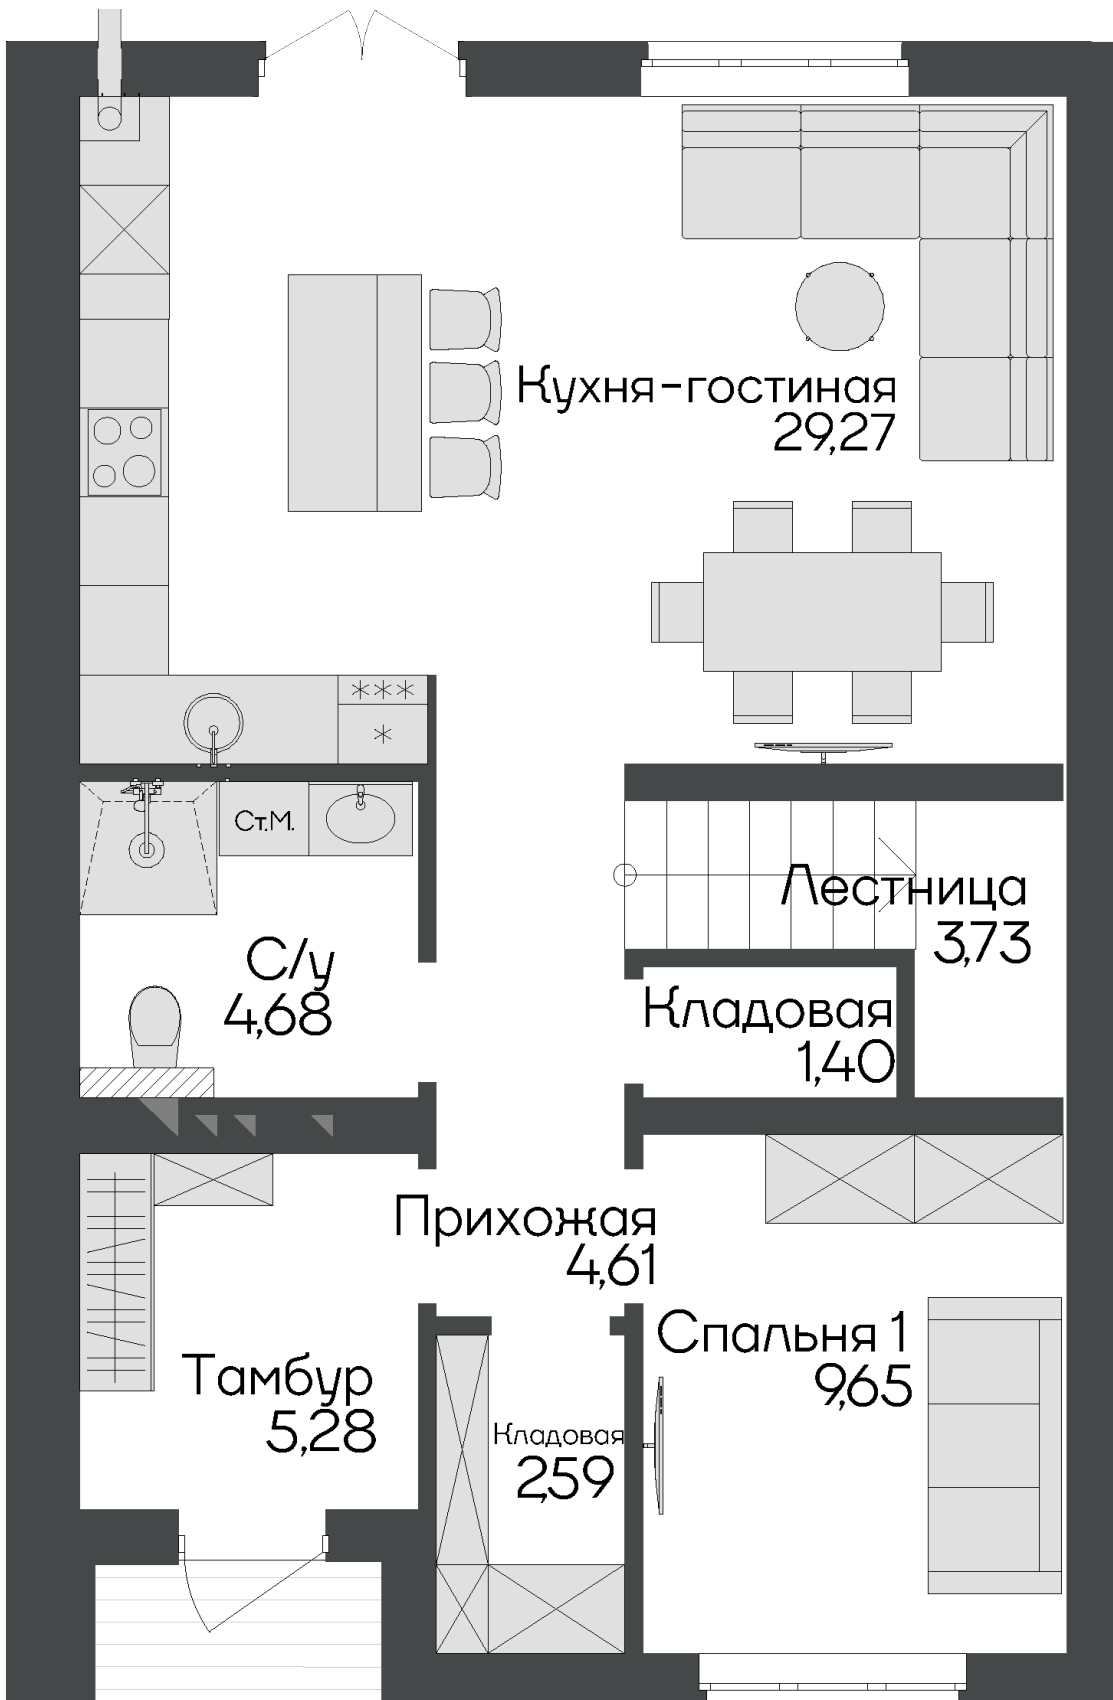 Кухня-гостиная
29,27
Ст.М.
Лестница
3,73
С/у
4,68
Кладовая
1,40
Прихожая
4,61
Спальня 1
9,65
Тамбур
5,28
Кладовая
2,59